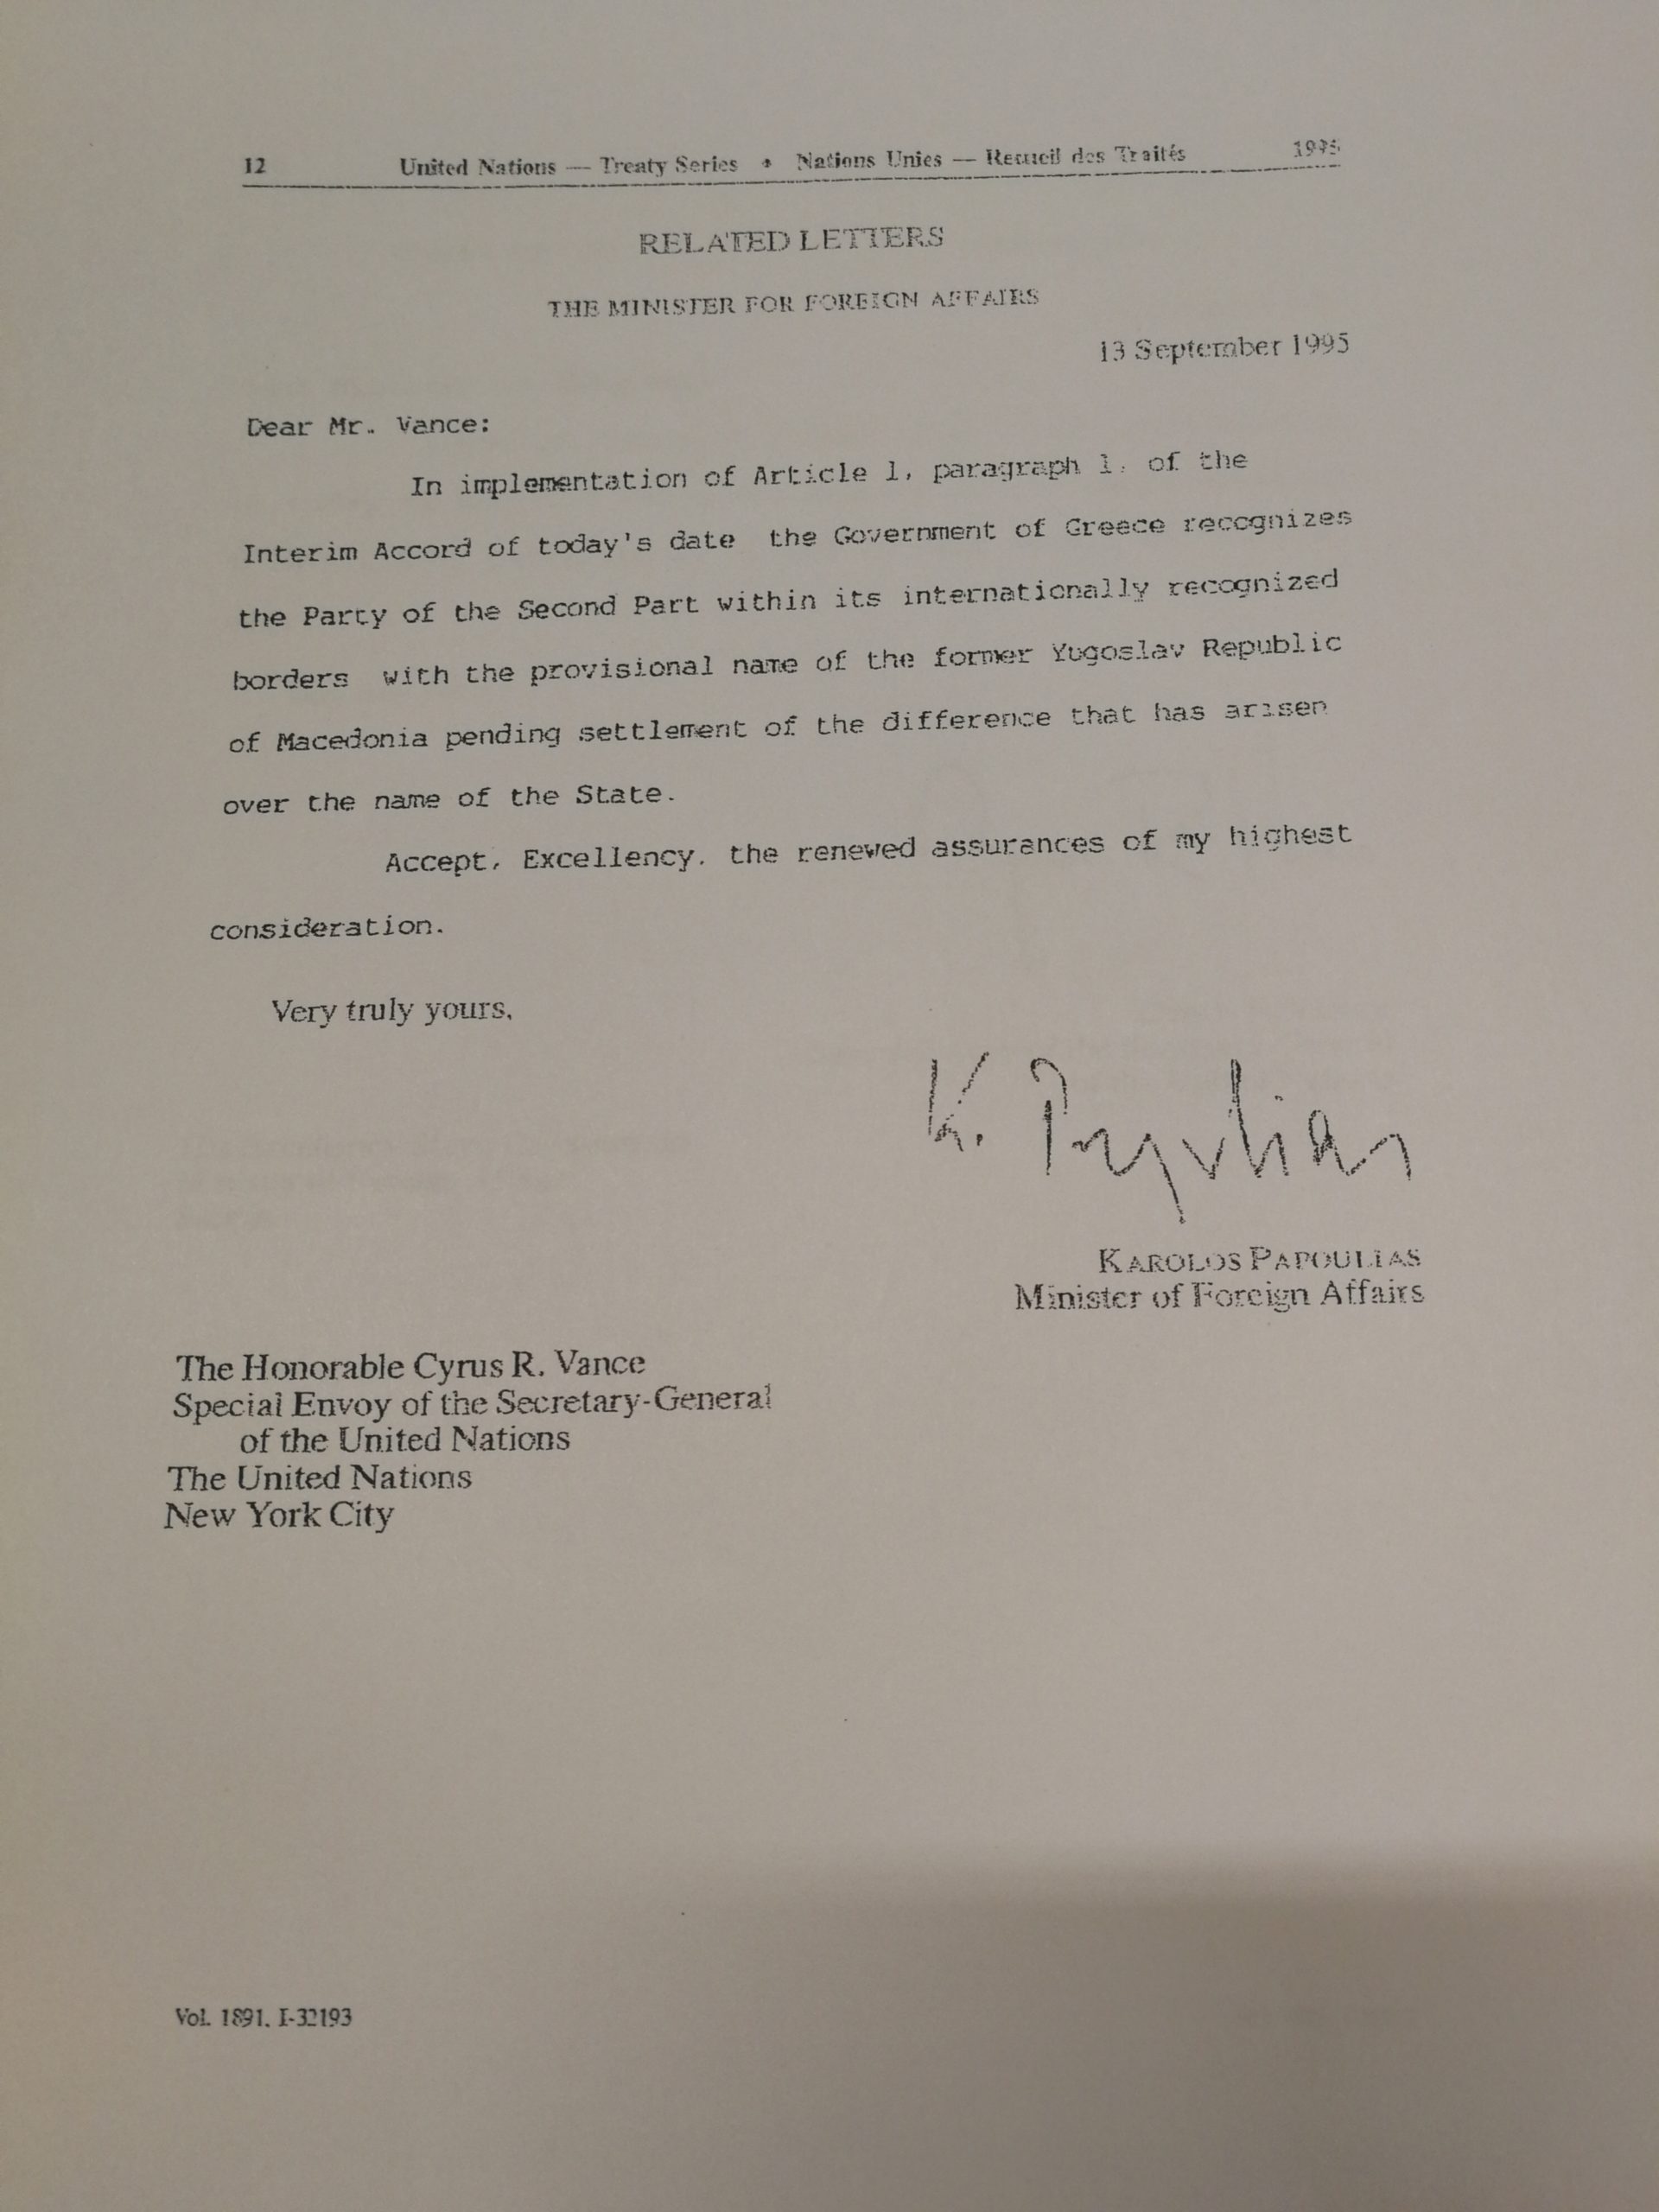 12 United Nations — Treaty Series • Nations Unies — Recueil des Traités 1995
RELATED LETTERS
THE MINISTER FOR FOREIGN AFFAIRS
13 September 1995
Dear Mr. Vance:
In implementation of Article 1, paragraph 1, of the
Interim Accord of today's date the Government of Greece recognizes
the Party of the Second Part within its internationally recognized
borders with the provisional name of the former Yugoslav Republic
of Macedonia pending settlement of the difference that has arisen
over the name of the State.
Accept, Excellency, the renewed assurances of my highest
consideration.
Very truly yours,
K. Papoulias
KAROLOS PAPOULIAS
Minister of Foreign Affairs
The Honorable Cyrus R. Vance
Special Envoy of the Secretary-General
of the United Nations
The United Nations
New York City
Vol. 1891, I-32193